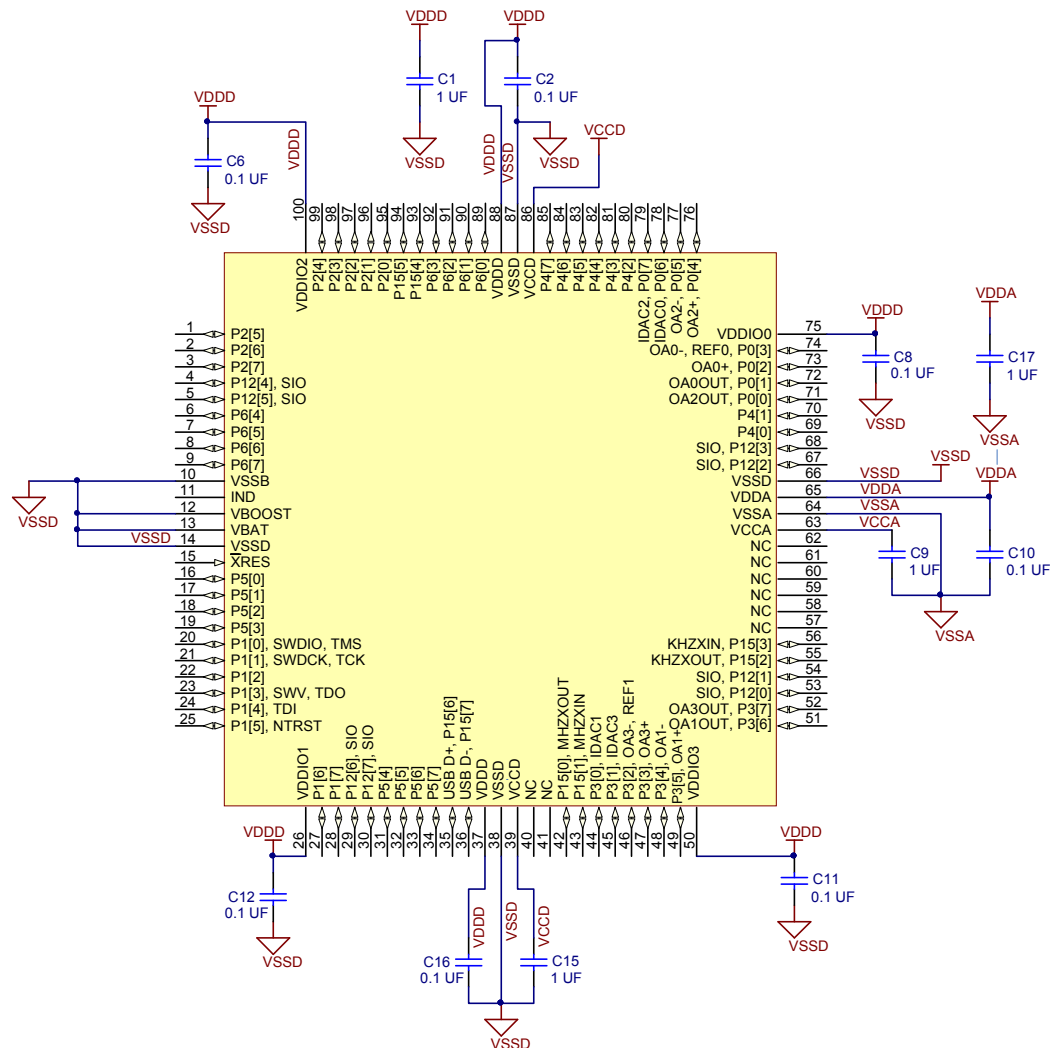 VDDD
VDDD
C1
1 UF
C2
0.1 UF
VSSD
VSSD
VDDD
VDDD
C6
0.1 UF
VSSD
VDDD
VSSD
VCCD
100
99
98
97
96
95
94
93
92
91
90
89
88
87
86
85
84
83
82
81
80
79
78
77
76
VDDIO2
P2[4]
P2[3]
P2[2]
P2[1]
P2[0]
P15[5]
P15[4]
P6[3]
P6[2]
P6[1]
P6[0]
VDDD
VSSD
VCCD
P4[7]
P4[6]
P4[5]
P4[4]
P4[3]
P4[2]
IDAC2, P0[7]
IDAC0, P0[6]
OA2-, P0[5]
OA2+, P0[4]
1 P2[5]
2 P2[6]
3 P2[7]
4 P12[4], SIO
5 P12[5], SIO
6 P6[4]
7 P6[5]
8 P6[6]
9 P6[7]
10 VSSB
11 IND
12 VBOOST
13 VBAT
14 VSSD
15 XRES
16 P5[0]
17 P5[1]
18 P5[2]
19 P5[3]
20 P1[0], SWDIO, TMS
21 P1[1], SWDCK, TCK
22 P1[2]
23 P1[3], SWV, TDO
24 P1[4], TDI
25 P1[5], NTRST
VSSD
VSSD
VDDIO0 75
OA0-, REF0, P0[3] 74
OA0+, P0[2] 73
OA0OUT, P0[1] 72
OA2OUT, P0[0] 71
P4[1] 70
P4[0] 69
SIO, P12[3] 68
SIO, P12[2] 67
VSSD 66
VDDA 65
VSSA 64
VCCA 63
NC 62
NC 61
NC 60
NC 59
NC 58
NC 57
KHZXIN, P15[3] 56
KHZXOUT, P15[2] 55
SIO, P12[1] 54
SIO, P12[0] 53
OA3OUT, P3[7] 52
OA1OUT, P3[6] 51
VDDD
C8
0.1 UF
VSSD
VDDA
C17
1 UF
VSSA
VSSD
VSSD
VDDA
VDDA
VSSA
VCCA
C9
1 UF
C10
0.1 UF
VSSA
VDDIO1
P1[6]
P1[7]
P12[6], SIO
P12[7], SIO
P5[4]
P5[5]
P5[6]
P5[7]
USB D+, P15[6]
USB D-, P15[7]
VDDD
VSSD
VCCD
NC
NC
P15[0], MHZXOUT
P15[1], MHZXIN
P3[0], IDAC1
P3[1], IDAC3
P3[2], OA3-, REF1
P3[3], OA3+
P3[4], OA1-
P3[5], OA1+
VDDIO3
26
27
28
29
30
31
32
33
34
35
36
37
38
39
40
41
42
43
44
45
46
47
48
49
50
VDDD
C12
0.1 UF
VSSD
VDDD
VSSD
VCCD
C16
0.1 UF
C15
1 UF
VSSD
VDDD
C11
0.1 UF
VSSD